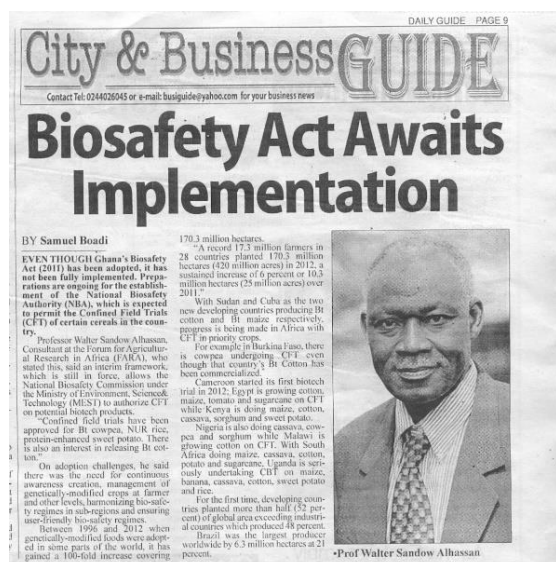 DAILY GUIDE PAGE 9
City & Business GUIDE
Contact Tel: 0244026045 or e-mail: busiguide@yahoo.com for your business news
Biosafety Act Awaits
Implementation
BY Samuel Boadi
EVEN THOUGH Ghana's Biosafety
Act (2011) has been adopted, it has
not been fully implemented. Prepa-
rations are ongoing for the establish-
ment of the National Biosafety
Authority (NBA), which is expected
to permit the Confined Field Trials
(CFT) of certain cereals in the coun-
try.
Professor Walter Sandow Alhassan,
Consultant at the Forum for Agricultur-
al Research in Africa (FARA), who
stated this, said an interim framework,
which is still in force, allows the
National Biosafety Commission under
the Ministry of Environment, Science&
Technology (MEST) to authorize CFT
on potential biotech products.
"Confined field trials have been
approved for Bt cowpea, NUR rice,
protein-enhanced sweet potato. There
is also an interest in releasing Bt cot-
ton."
On adoption challenges, he said
there was the need for continuous
awareness creation, management of
genetically-modified crops at farmer
and other levels, harmonizing bio-safe-
ty regimes in sub-regions and ensuring
user-friendly bio-safety regimes.
Between 1996 and 2012 when
genetically-modified foods were adopt-
ed in some parts of the world, it has
gained a 100-fold increase covering
170.3 million hectares.
"A record 17.3 million farmers in
28 countries planted 170.3 million
hectares (420 million acres) in 2012, a
sustained increase of 6 percent or 10.3
million hectares (25 million acres) over
2011."
With Sudan and Cuba as the two
new developing countries producing Bt
cotton and Bt maize respectively,
progress is being made in Africa with
CFT in priority crops.
For example in Burkina Faso, there
is cowpea undergoing CFT even
though that country's Bt Cotton has
been commercialized.
Cameroon started its first biotech
trial in 2012; Egypt is growing cotton,
maize, tomato and sugarcane on CFT
while Kenya is doing maize, cotton,
cassava, sorghum and sweet potato.
Nigeria is also doing cassava, cow-
pea and sorghum while Malawi is
growing cotton on CFT. With South
Africa doing maize, cassava, cotton,
potato and sugarcane, Uganda is seri-
ously undertaking CBT on maize,
banana, cassava, cotton, sweet potato
and rice.
For the first time, developing coun-
tries planted more than half (52 per-
cent) of global area exceeding industri-
al countries which produced 48 percent.
Brazil was the largest producer
worldwide by 6.3 million hectares at 21
percent.
•Prof Walter Sandow Alhassan